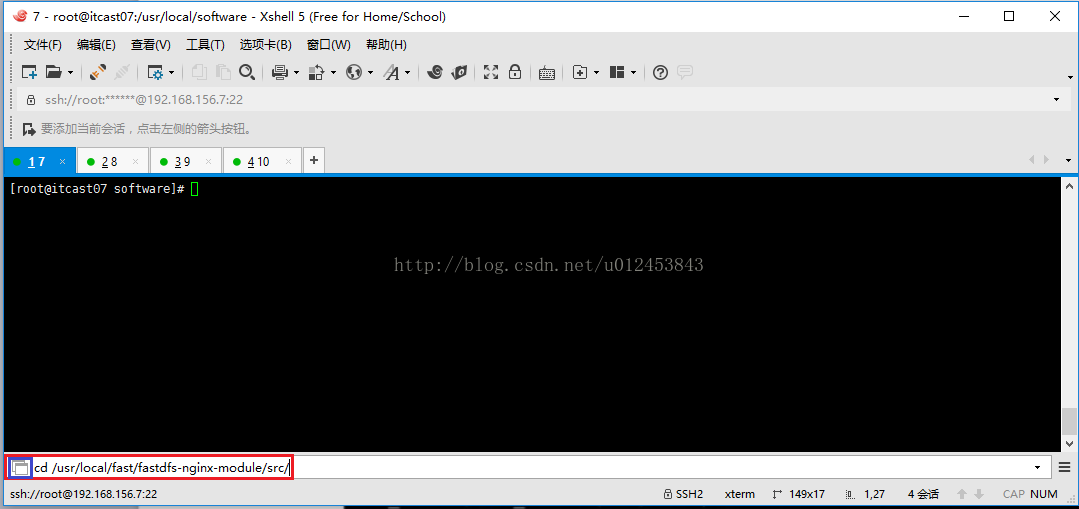 7 - root@itcast07:/usr/local/software - Xshell 5 (Free for Home/School)
文件(F) 编辑(E) 查看(V) 工具(T) 选项卡(B) 窗口(W) 帮助(H)
ssh://root:******@192.168.156.7:22
要添加当前会话，点击左侧的箭头按钮。
1 7 × 2 8 × 3 9 × 4 10 × +
[root@itcast07 software]#
http://blog.csdn.net/u012453843
cd /usr/local/fast/fastdfs-nginx-module/src/
ssh://root@192.168.156.7:22 SSH2 xterm 149x17 1,27 4 会话 CAP NUM